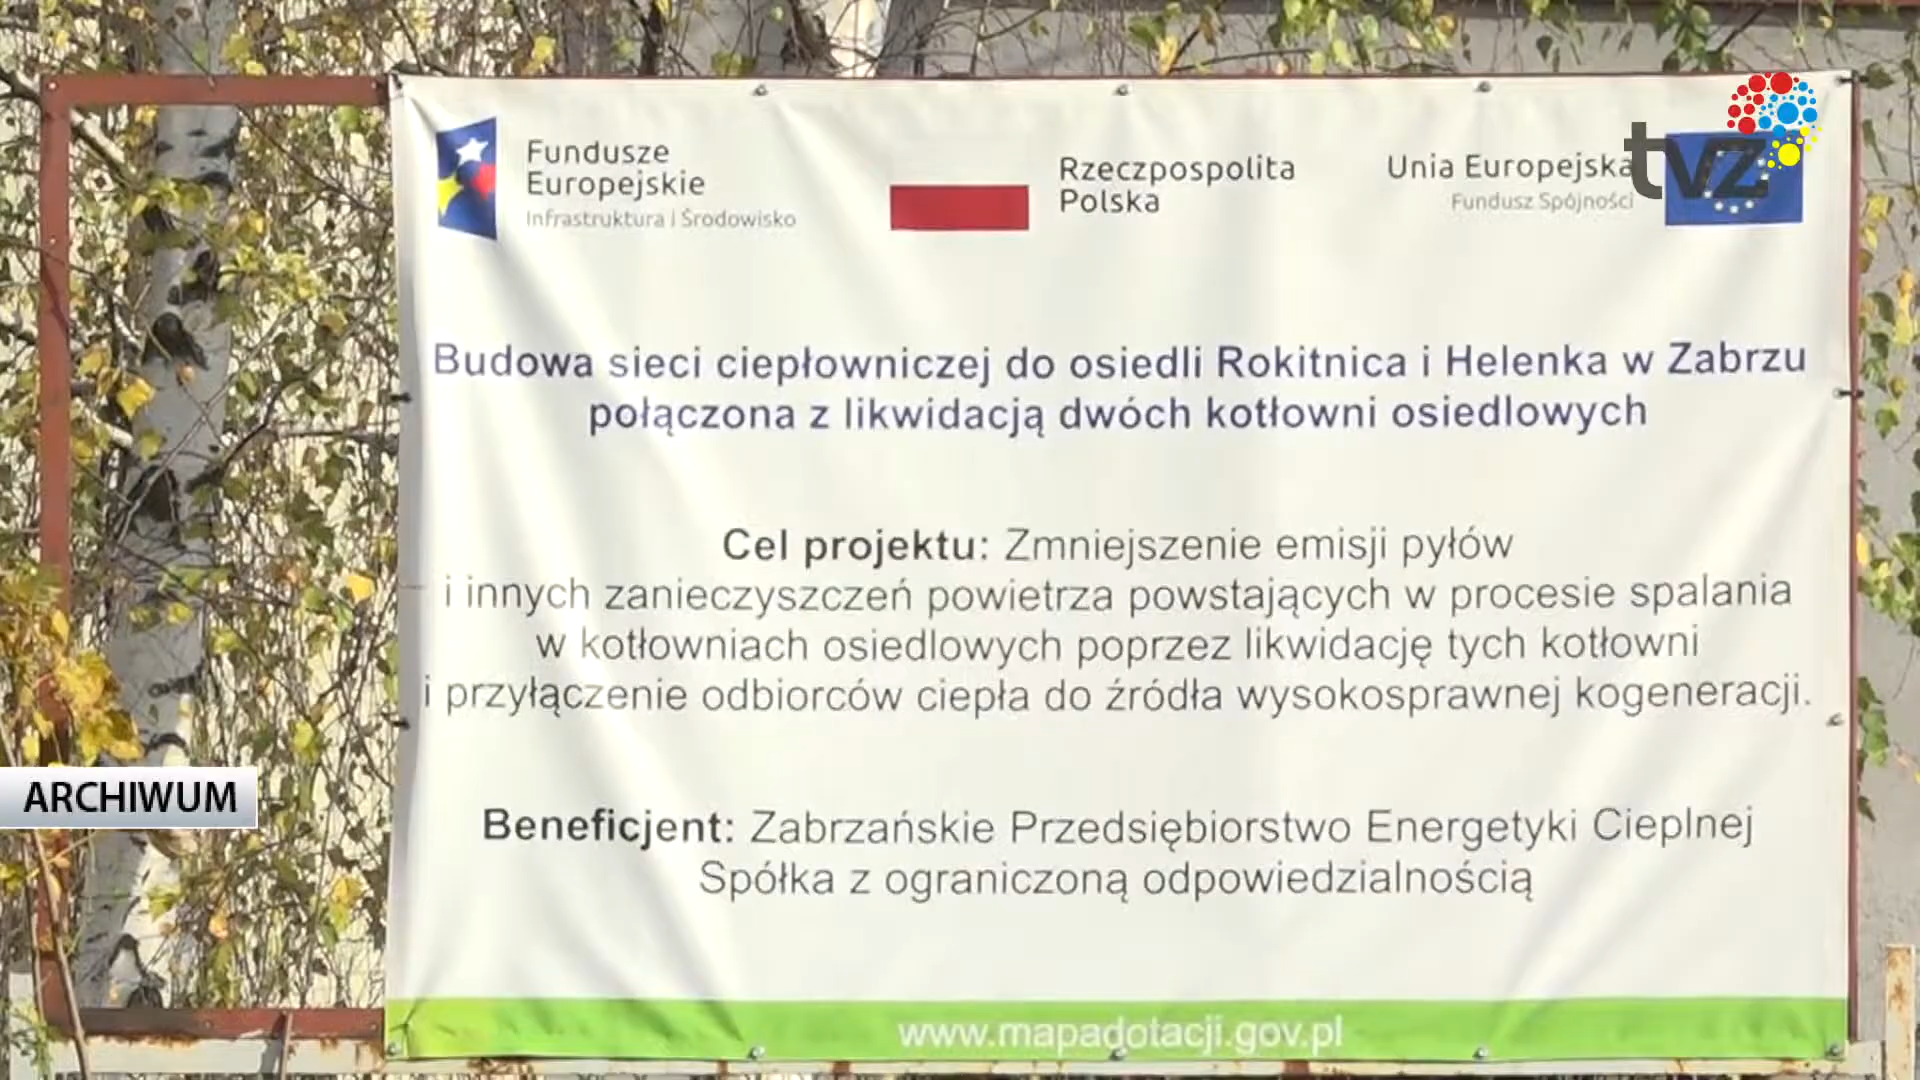 Fundusze
Europejskie
Infrastruktura i Środowisko
Rzeczpospolita
Polska
Unia Europejska
Fundusz Spójności
tvz
Budowa sieci ciepłowniczej do osiedli Rokitnica i Helenka w Zabrzu
połączona z likwidacją dwóch kotłowni osiedlowych
Cel projektu: Zmniejszenie emisji pyłów
i innych zanieczyszczeń powietrza powstających w procesie spalania
w kotłowniach osiedlowych poprzez likwidację tych kotłowni
i przyłączenie odbiorców ciepła do źródła wysokosprawnej kogeneracji.
ARCHIWUM
Beneficjent: Zabrzańskie Przedsiębiorstwo Energetyki Cieplnej
Spółka z ograniczoną odpowiedzialnością
www.mapadotacji.gov.pl